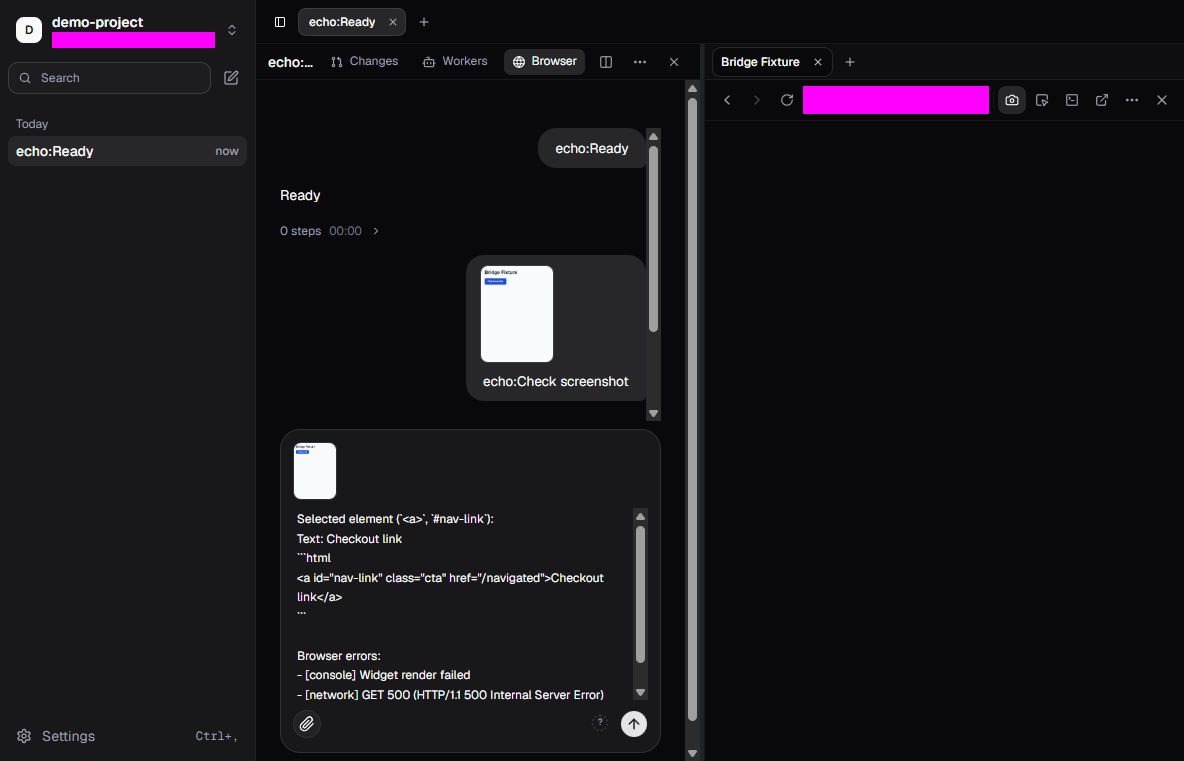 D
demo-project
Search
Today
echo:Ready
now
Settings
Ctrl+,
echo:Ready
echo:...
Changes
Workers
Browser
echo:Ready
Ready
0 steps 00:00
Bridge Fixture
echo:Check screenshot
Selected element (`<a>`, `#nav-link`):
Text: Checkout link
```html
<a id="nav-link" class="cta" href="/navigated">Checkout
link</a>
```
Browser errors:
- [console] Widget render failed
- [network] GET 500 (HTTP/1.1 500 Internal Server Error)
?
Bridge Fixture